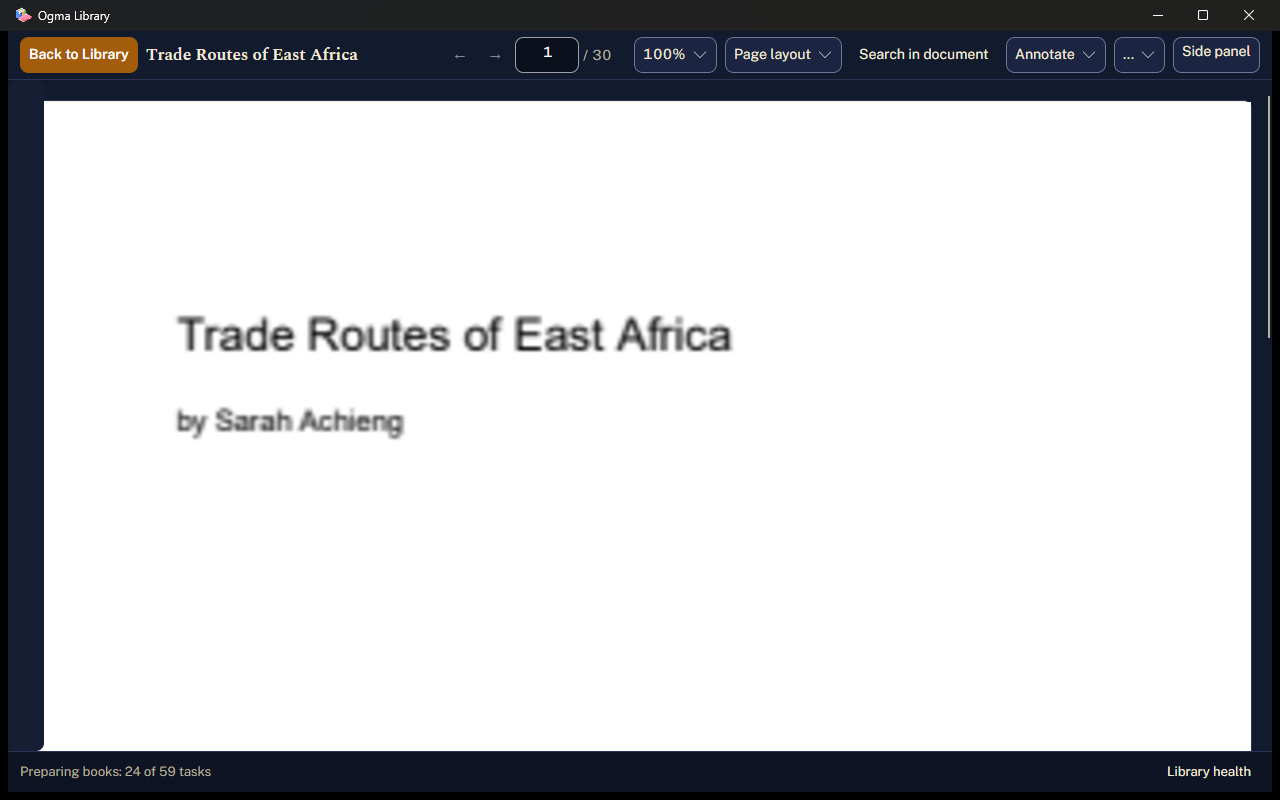 Ogma Library
Back to Library Trade Routes of East Africa ← → 1 / 30 100% Page layout Search in document Annotate ... Side panel
Trade Routes of East Africa
by Sarah Achieng
Preparing books: 24 of 59 tasks Library health